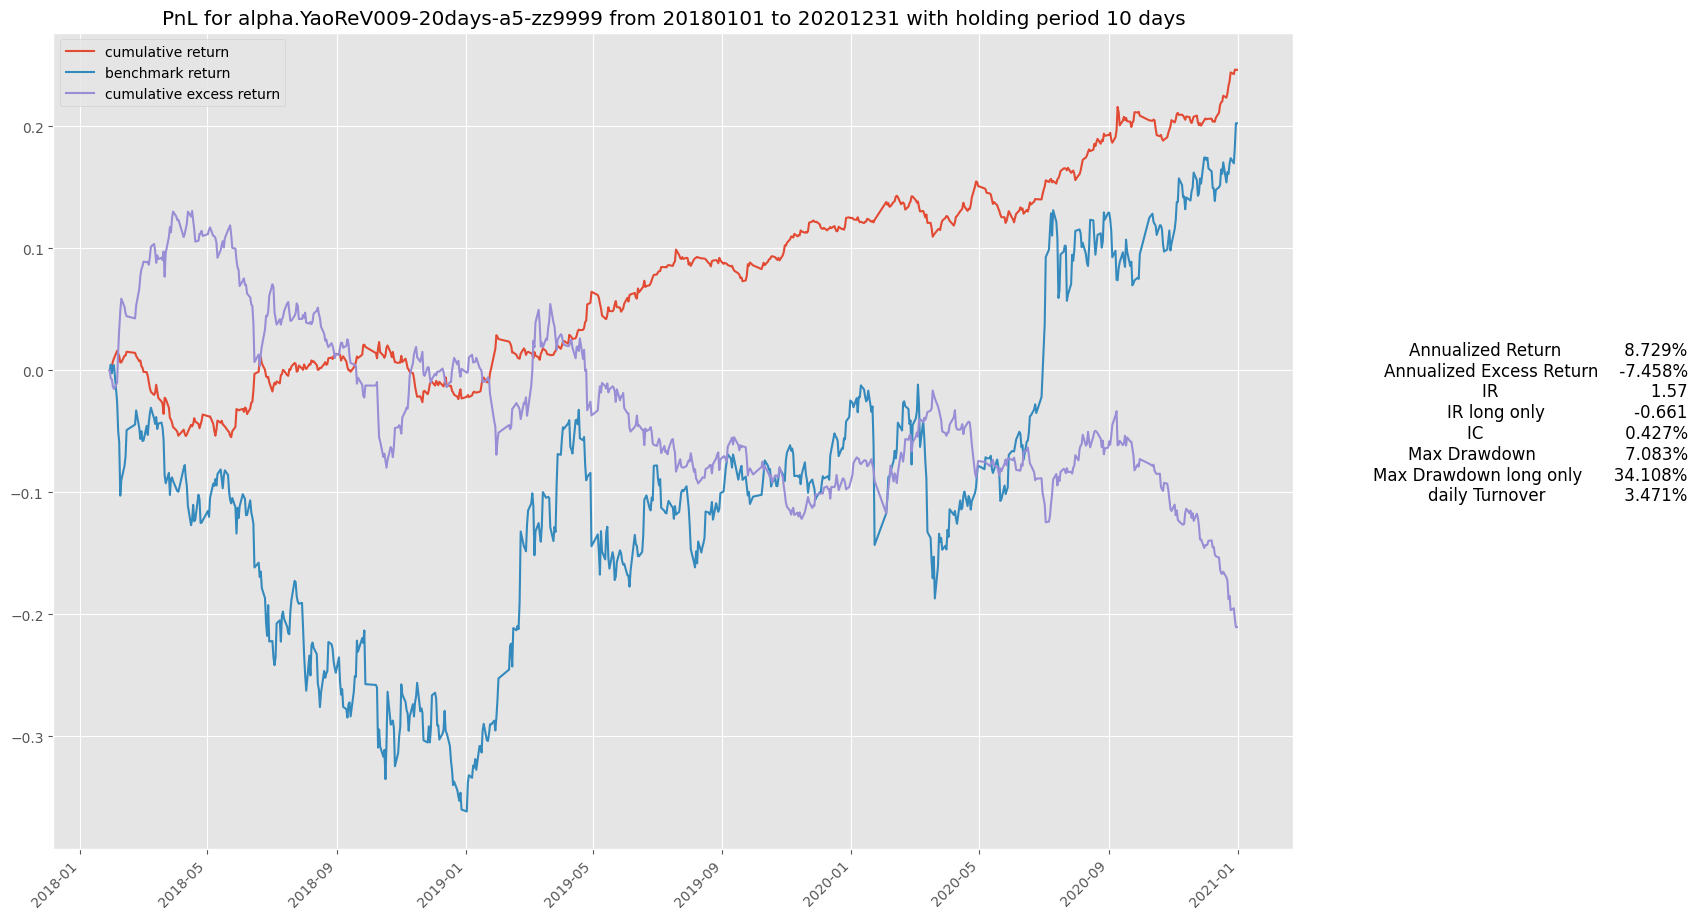 PnL for alpha.YaoReV009-20days-a5-zz9999 from 20180101 to 20201231 with holding period 10 days
cumulative return
benchmark return
cumulative excess return
0.2
0.1
0.0
−0.1
−0.2
−0.3
2018-01
2018-05
2018-09
2019-01
2019-05
2019-09
2020-01
2020-05
2020-09
2021-01
Annualized Return 8.729%
Annualized Excess Return -7.458%
IR 1.57
IR long only -0.661
IC 0.427%
Max Drawdown 7.083%
Max Drawdown long only 34.108%
daily Turnover 3.471%